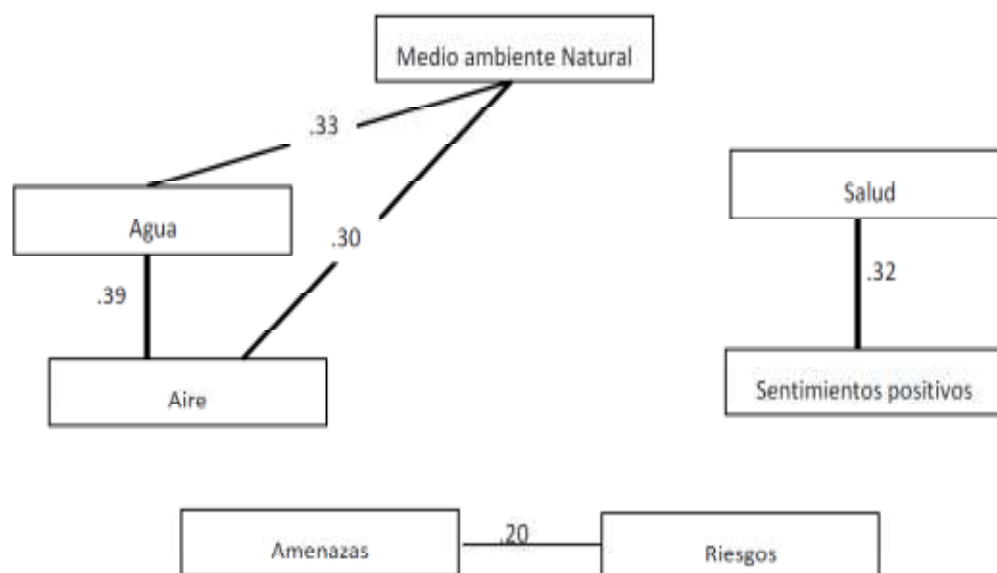 Medio ambiente Natural
.33
Salud
Agua
.30
.32
.39
Sentimientos positivos
Aire
.20
Amenazas
Riesgos